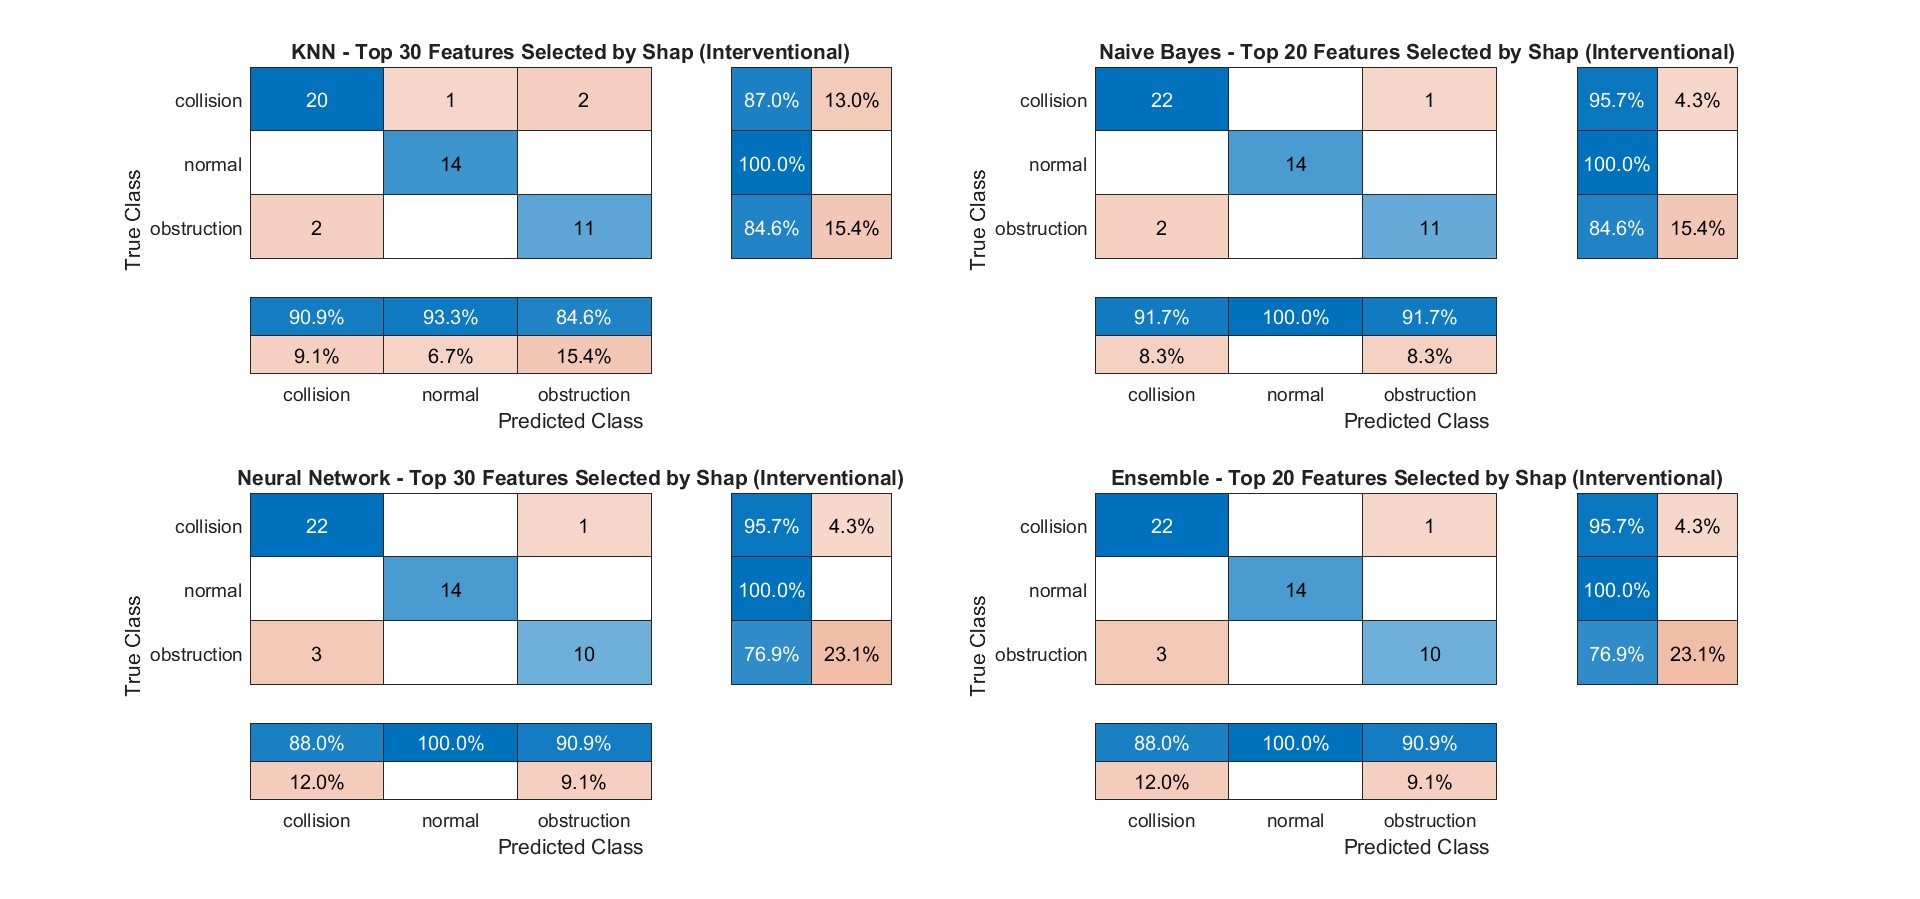 KNN - Top 30 Features Selected by Shap (Interventional)
collision 20 1 2 87.0% 13.0%
normal 14 100.0%
obstruction 2 11 84.6% 15.4%
True Class
90.9% 93.3% 84.6%
9.1% 6.7% 15.4%
collision normal obstruction
Predicted Class
Naive Bayes - Top 20 Features Selected by Shap (Interventional)
collision 22 1 95.7% 4.3%
normal 14 100.0%
obstruction 2 11 84.6% 15.4%
True Class
91.7% 100.0% 91.7%
8.3% 8.3%
collision normal obstruction
Predicted Class
Neural Network - Top 30 Features Selected by Shap (Interventional)
collision 22 1 95.7% 4.3%
normal 14 100.0%
obstruction 3 10 76.9% 23.1%
True Class
88.0% 100.0% 90.9%
12.0% 9.1%
collision normal obstruction
Predicted Class
Ensemble - Top 20 Features Selected by Shap (Interventional)
collision 22 1 95.7% 4.3%
normal 14 100.0%
obstruction 3 10 76.9% 23.1%
True Class
88.0% 100.0% 90.9%
12.0% 9.1%
collision normal obstruction
Predicted Class